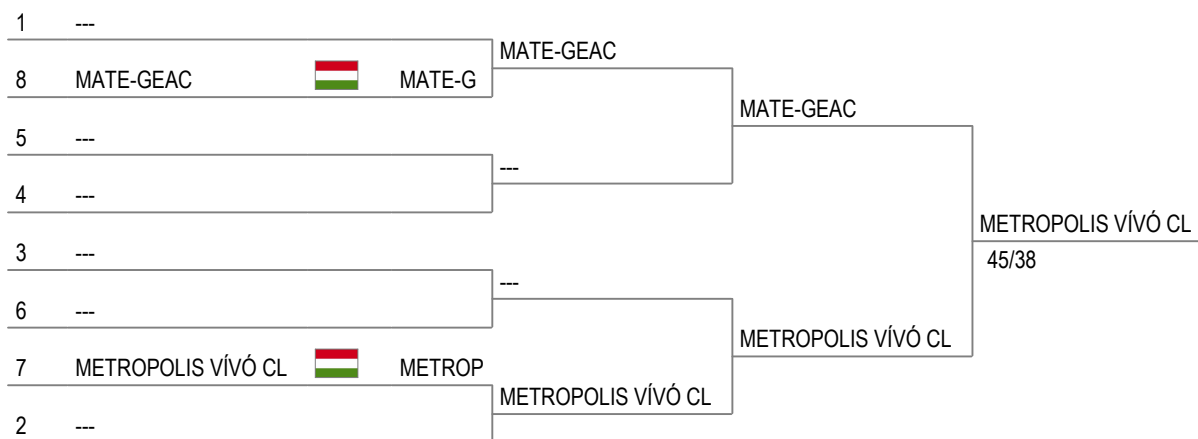 1 ---
MATE-GEAC
8 MATE-GEAC MATE-G
MATE-GEAC
5 ---
---
4 ---
METROPOLIS VÍVÓ CL
3 ---
45/38
---
6 ---
METROPOLIS VÍVÓ CL
7 METROPOLIS VÍVÓ CL METROP
METROPOLIS VÍVÓ CL
2 ---